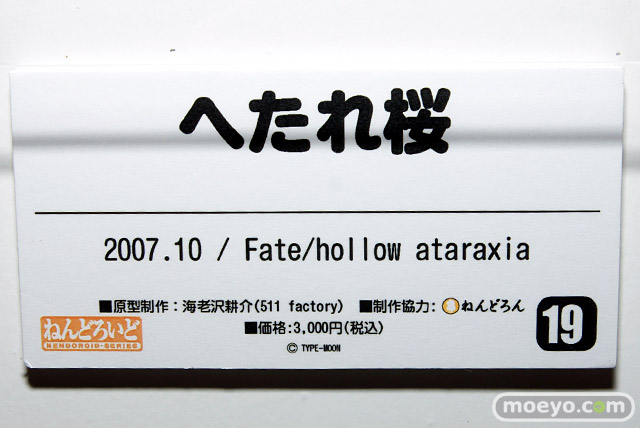 へたれ桜
2007.10 / Fate/hollow ataraxia
■原型制作：海老沢耕介(511 factory) ■制作協力：ねんどろん
ねんどろいど
NENDOROID-SERIES
■価格：3,000円(税込)
© TYPE-MOON
19
moeyo.com